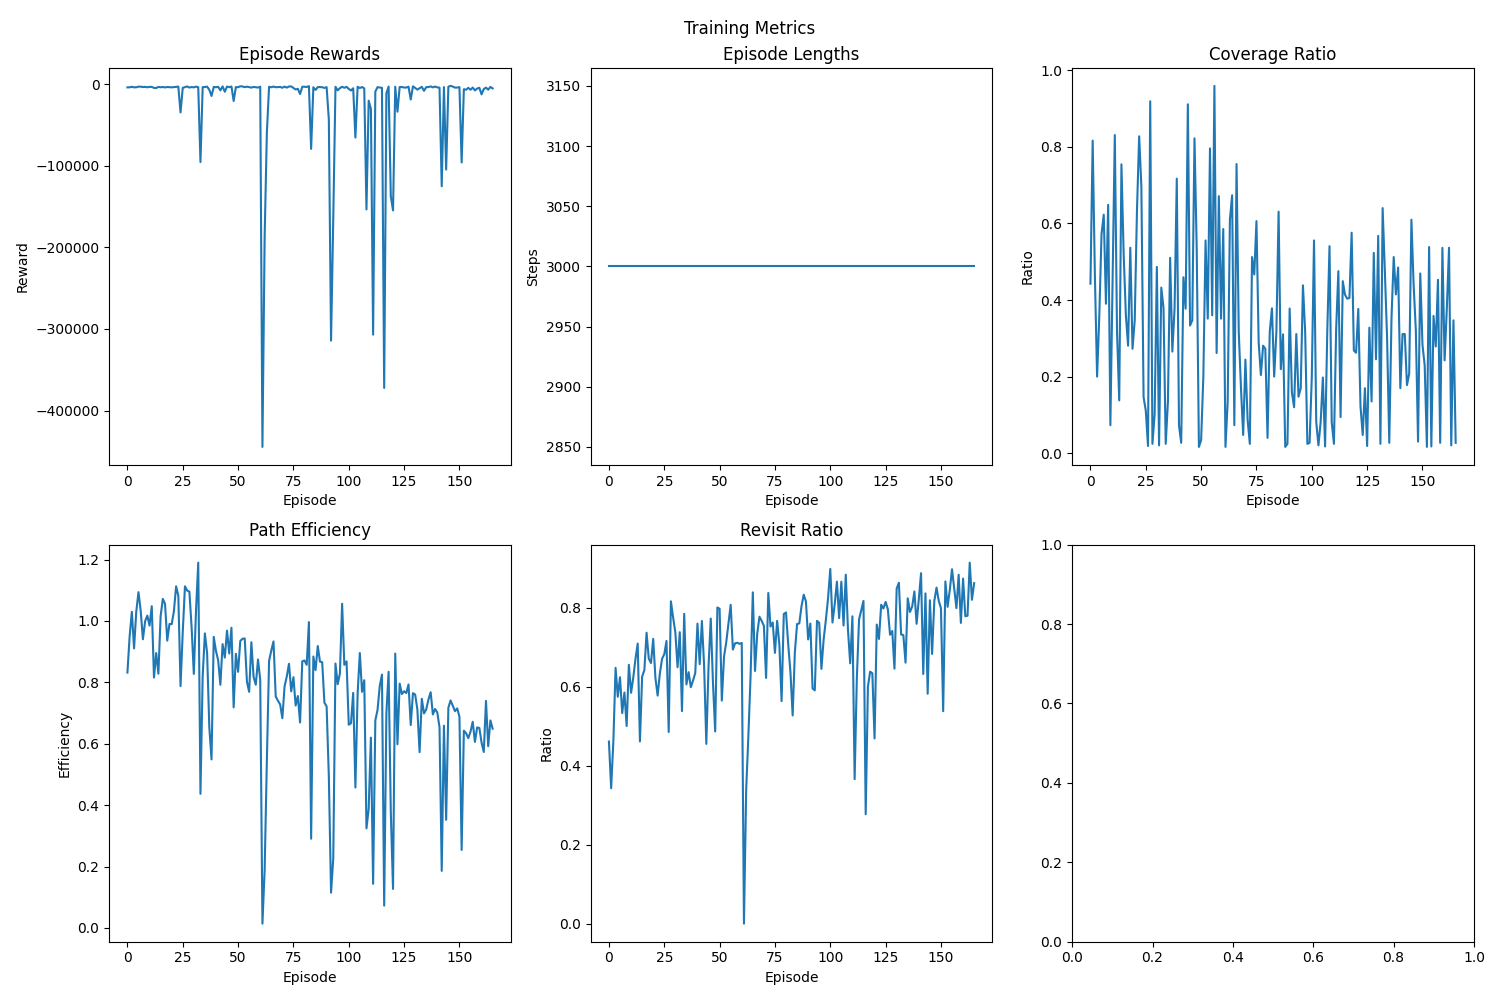 Training Metrics
Episode Rewards
0
−100000
−200000
−300000
−400000
Reward
0 25 50 75 100 125 150
Episode
Episode Lengths
3150
3100
3050
3000
2950
2900
2850
Steps
0 25 50 75 100 125 150
Episode
Coverage Ratio
1.0
0.8
0.6
0.4
0.2
0.0
Ratio
0 25 50 75 100 125 150
Episode
Path Efficiency
1.2
1.0
0.8
0.6
0.4
0.2
0.0
Efficiency
0 25 50 75 100 125 150
Episode
Revisit Ratio
0.8
0.6
0.4
0.2
0.0
Ratio
0 25 50 75 100 125 150
Episode
1.0
0.8
0.6
0.4
0.2
0.0
0.0 0.2 0.4 0.6 0.8 1.0